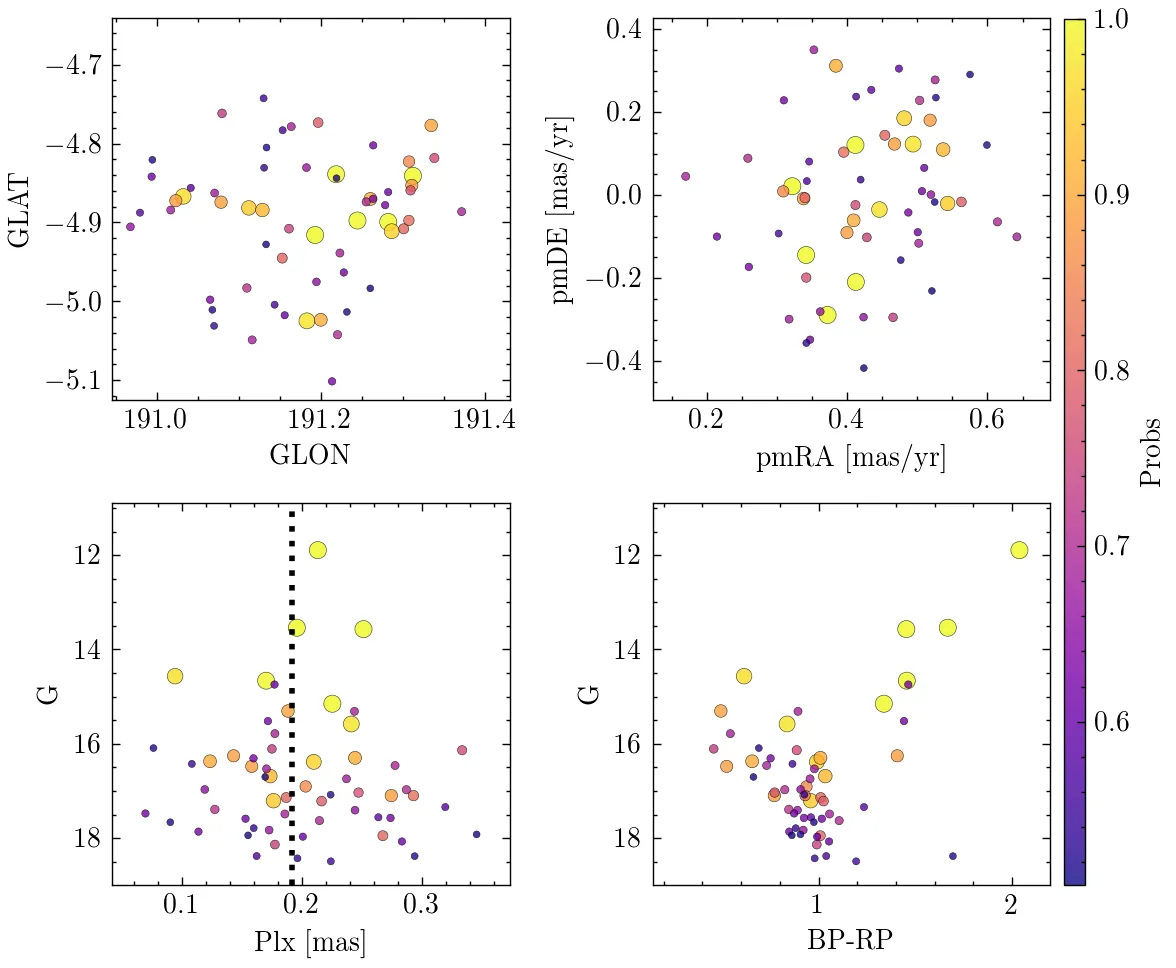 −4.7
−4.8
−4.9
−5.0
−5.1
GLAT
191.0 191.2 191.4
GLON
0.4
0.2
0.0
−0.2
−0.4
pmDE [mas/yr]
0.2 0.4 0.6
pmRA [mas/yr]
12
14
16
18
G
0.1 0.2 0.3
Plx [mas]
12
14
16
18
G
1 2
BP-RP
1.0
0.9
0.8
0.7
0.6
Probs